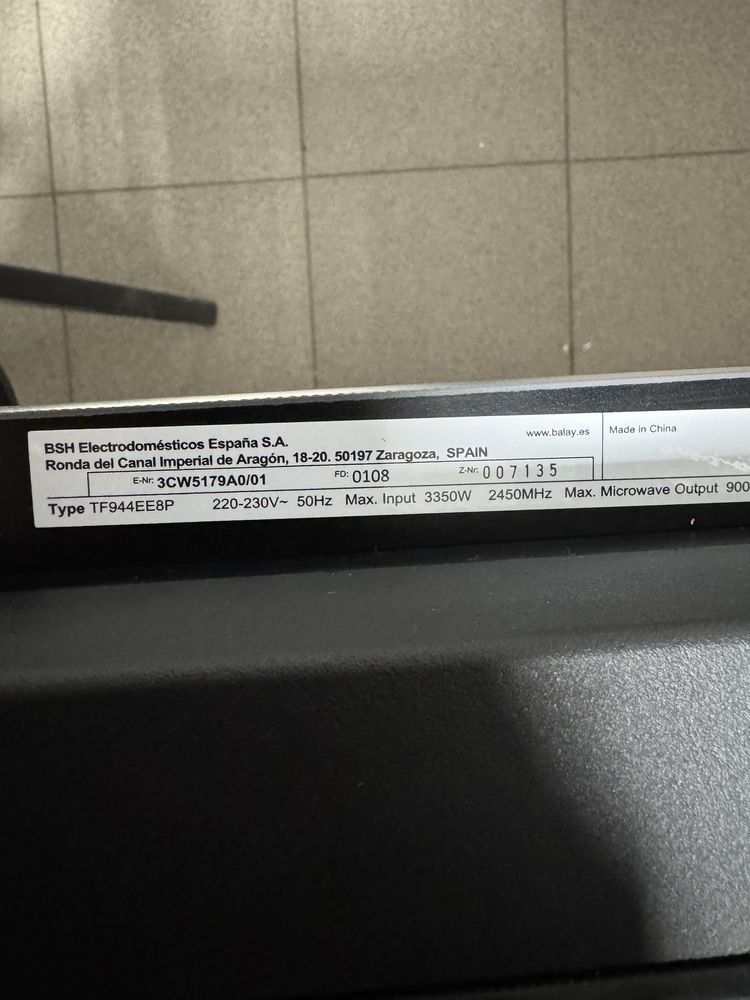 BSH Electrodomésticos España S.A.
Ronda del Canal Imperial de Aragón, 18-20. 50197 Zaragoza, SPAIN
www.balay.es
Made in China
E-Nr: 3CW5179A0/01 FD: 0108 Z-Nr: 007135
Type TF944EE8P 220-230V~ 50Hz Max. Input 3350W 2450MHz Max. Microwave Output 900